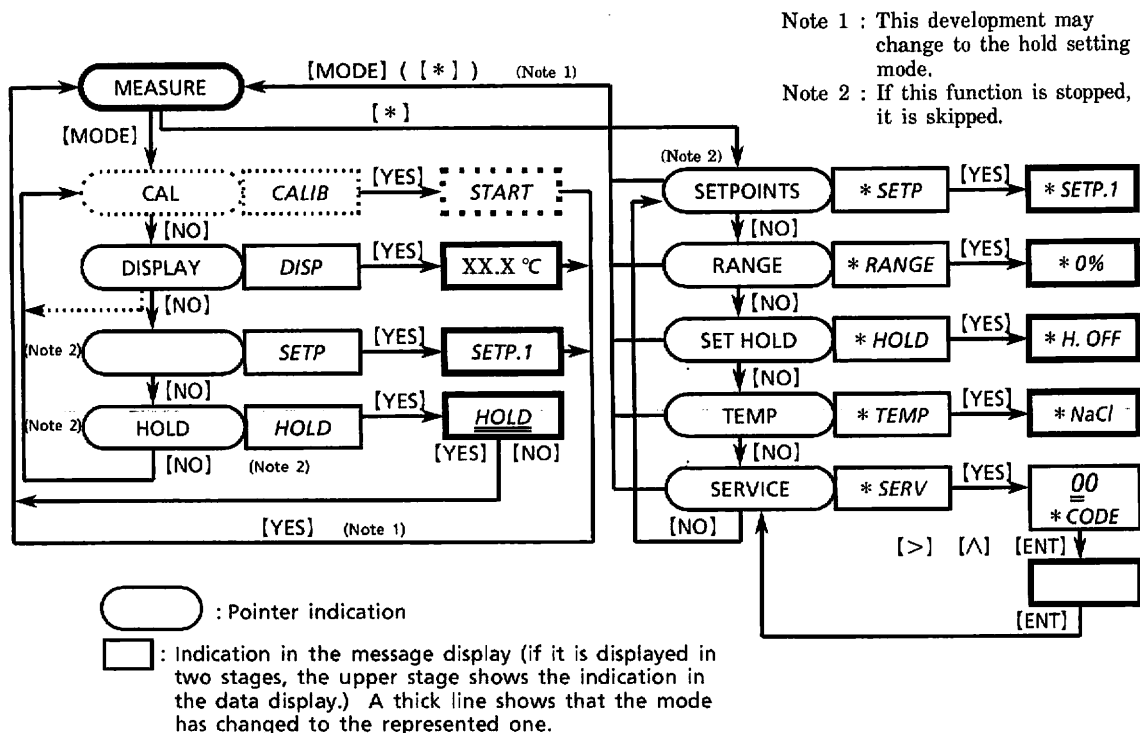 Note 1 : This development may
change to the hold setting
mode.
Note 2 : If this function is stopped,
it is skipped.
MEASURE
[MODE] ( [*] ) (Note 1)
[*]
[MODE]
(Note 2)
CAL CALIB [YES] START
SETPOINTS * SETP [YES] * SETP.1
[NO]
[NO]
DISPLAY DISP [YES] XX.X °C
RANGE * RANGE [YES] * 0%
[NO]
[NO]
(Note 2) SETP [YES] SETP.1
SET HOLD * HOLD [YES] * H. OFF
[NO]
[NO]
(Note 2) HOLD HOLD [YES] HOLD
TEMP * TEMP [YES] * NaCl
[NO] (Note 2) [YES] [NO]
[NO]
SERVICE * SERV [YES] 00
* CODE
[YES] (Note 1)
[NO]
[>] [∧] [ENT]
[ENT]
: Pointer indication
: Indication in the message display (if it is displayed in
two stages, the upper stage shows the indication in
the data display.) A thick line shows that the mode
has changed to the represented one.